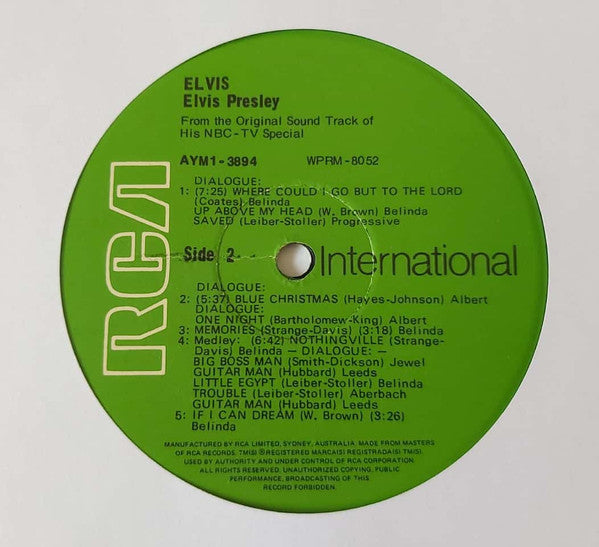 ELVIS
Elvis Presley
From the Original Sound Track of
His NBC-TV Special
AYM1-3894 WPRM-8052
DIALOGUE:
1: (7:25) WHERE COULD I GO BUT TO THE LORD
(Coates) Belinda
UP ABOVE MY HEAD (W. Brown) Belinda
SAVED (Leiber-Stoller) Progressive
RCA
Side 2
International
DIALOGUE:
2: (5:37) BLUE CHRISTMAS (Hayes-Johnson) Albert
DIALOGUE:
ONE NIGHT (Bartholomew-King) Albert
3: MEMORIES (Strange-Davis) (3:18) Belinda
4: Medley: (6:42) NOTHINGVILLE (Strange-
Davis) Belinda — DIALOGUE: —
BIG BOSS MAN (Smith-Dickson) Jewel
GUITAR MAN (Hubbard) Leeds
LITTLE EGYPT (Leiber-Stoller) Belinda
TROUBLE (Leiber-Stoller) Aberbach
GUITAR MAN (Hubbard) Leeds
5: IF I CAN DREAM (W. Brown) (3:26)
Belinda
MANUFACTURED BY RCA LIMITED, SYDNEY, AUSTRALIA. MADE FROM MASTERS
OF RCA RECORDS. TM(S) ® REGISTERED MARCA(S) REGISTRADA(S) TM(S).
USED BY AUTHORITY AND UNDER CONTROL OF RCA CORPORATION.
ALL RIGHTS RESERVED. UNAUTHORIZED COPYING, PUBLIC
PERFORMANCE, BROADCASTING OF THIS
RECORD FORBIDDEN.